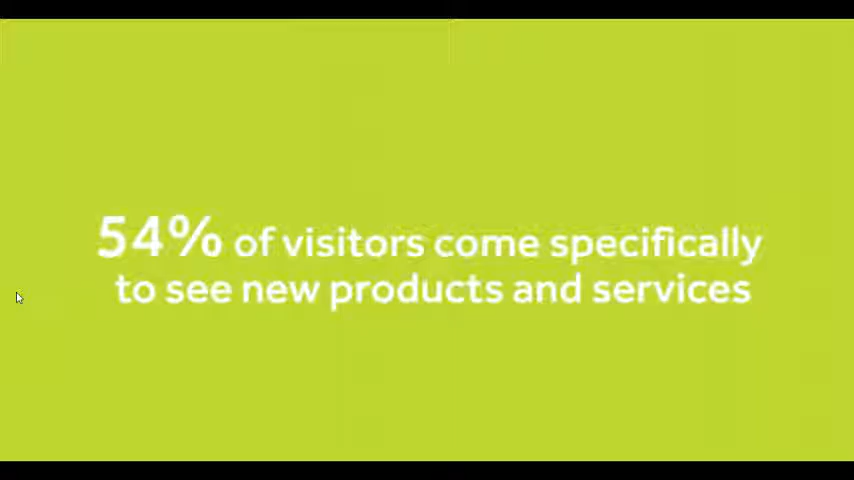 54% of visitors come specifically
to see new products and services